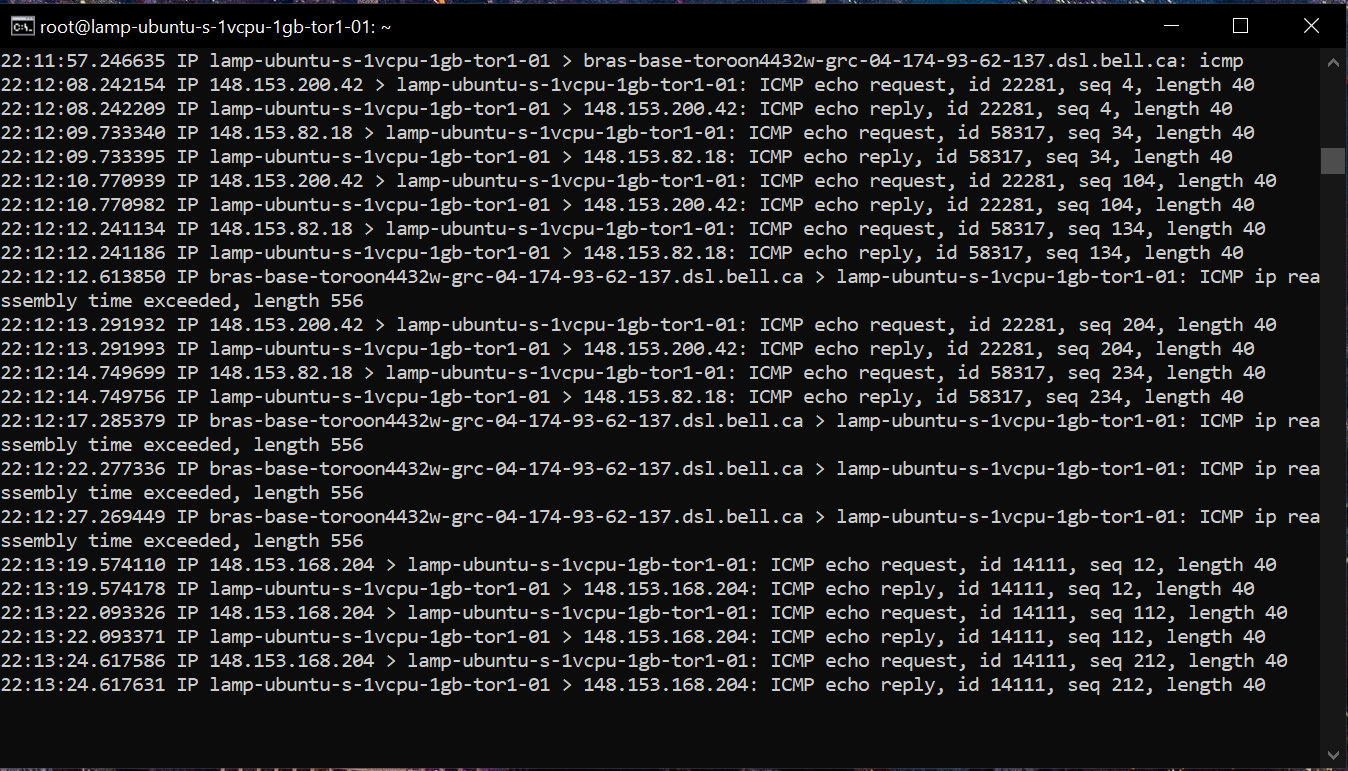 root@lamp-ubuntu-s-1vcpu-1gb-tor1-01: ~
22:11:57.246635 IP lamp-ubuntu-s-1vcpu-1gb-tor1-01 > bras-base-toroon4432w-grc-04-174-93-62-137.dsl.bell.ca: icmp
22:12:08.242154 IP 148.153.200.42 > lamp-ubuntu-s-1vcpu-1gb-tor1-01: ICMP echo request, id 22281, seq 4, length 40
22:12:08.242209 IP lamp-ubuntu-s-1vcpu-1gb-tor1-01 > 148.153.200.42: ICMP echo reply, id 22281, seq 4, length 40
22:12:09.733340 IP 148.153.82.18 > lamp-ubuntu-s-1vcpu-1gb-tor1-01: ICMP echo request, id 58317, seq 34, length 40
22:12:09.733395 IP lamp-ubuntu-s-1vcpu-1gb-tor1-01 > 148.153.82.18: ICMP echo reply, id 58317, seq 34, length 40
22:12:10.770939 IP 148.153.200.42 > lamp-ubuntu-s-1vcpu-1gb-tor1-01: ICMP echo request, id 22281, seq 104, length 40
22:12:10.770982 IP lamp-ubuntu-s-1vcpu-1gb-tor1-01 > 148.153.200.42: ICMP echo reply, id 22281, seq 104, length 40
22:12:12.241134 IP 148.153.82.18 > lamp-ubuntu-s-1vcpu-1gb-tor1-01: ICMP echo request, id 58317, seq 134, length 40
22:12:12.241186 IP lamp-ubuntu-s-1vcpu-1gb-tor1-01 > 148.153.82.18: ICMP echo reply, id 58317, seq 134, length 40
22:12:12.613850 IP bras-base-toroon4432w-grc-04-174-93-62-137.dsl.bell.ca > lamp-ubuntu-s-1vcpu-1gb-tor1-01: ICMP ip rea
ssembly time exceeded, length 556
22:12:13.291932 IP 148.153.200.42 > lamp-ubuntu-s-1vcpu-1gb-tor1-01: ICMP echo request, id 22281, seq 204, length 40
22:12:13.291993 IP lamp-ubuntu-s-1vcpu-1gb-tor1-01 > 148.153.200.42: ICMP echo reply, id 22281, seq 204, length 40
22:12:14.749699 IP 148.153.82.18 > lamp-ubuntu-s-1vcpu-1gb-tor1-01: ICMP echo request, id 58317, seq 234, length 40
22:12:14.749756 IP lamp-ubuntu-s-1vcpu-1gb-tor1-01 > 148.153.82.18: ICMP echo reply, id 58317, seq 234, length 40
22:12:17.285379 IP bras-base-toroon4432w-grc-04-174-93-62-137.dsl.bell.ca > lamp-ubuntu-s-1vcpu-1gb-tor1-01: ICMP ip rea
ssembly time exceeded, length 556
22:12:22.277336 IP bras-base-toroon4432w-grc-04-174-93-62-137.dsl.bell.ca > lamp-ubuntu-s-1vcpu-1gb-tor1-01: ICMP ip rea
ssembly time exceeded, length 556
22:12:27.269449 IP bras-base-toroon4432w-grc-04-174-93-62-137.dsl.bell.ca > lamp-ubuntu-s-1vcpu-1gb-tor1-01: ICMP ip rea
ssembly time exceeded, length 556
22:13:19.574110 IP 148.153.168.204 > lamp-ubuntu-s-1vcpu-1gb-tor1-01: ICMP echo request, id 14111, seq 12, length 40
22:13:19.574178 IP lamp-ubuntu-s-1vcpu-1gb-tor1-01 > 148.153.168.204: ICMP echo reply, id 14111, seq 12, length 40
22:13:22.093326 IP 148.153.168.204 > lamp-ubuntu-s-1vcpu-1gb-tor1-01: ICMP echo request, id 14111, seq 112, length 40
22:13:22.093371 IP lamp-ubuntu-s-1vcpu-1gb-tor1-01 > 148.153.168.204: ICMP echo reply, id 14111, seq 112, length 40
22:13:24.617586 IP 148.153.168.204 > lamp-ubuntu-s-1vcpu-1gb-tor1-01: ICMP echo request, id 14111, seq 212, length 40
22:13:24.617631 IP lamp-ubuntu-s-1vcpu-1gb-tor1-01 > 148.153.168.204: ICMP echo reply, id 14111, seq 212, length 40